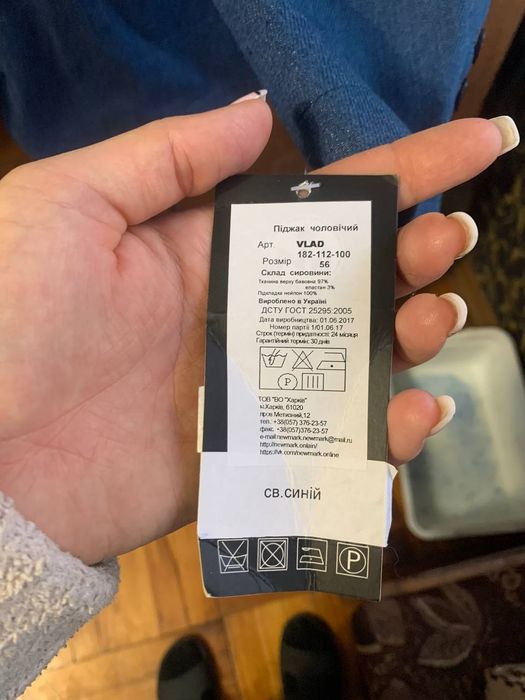 Піджак чоловічий
Арт. VLAD
182-112-100
Розмір 56
Склад сировини:
Тканина верху бавовна 97%
еластан 3%
Підкладка нейлон 100%
Вироблено в Україні
ДСТУ ГОСТ 25295:2005
Дата виробництва: 01.06.2017
Номер партії 1/01.06.17
Строк (термін) придатності: 24 місяця
Гарантійний термін: 30 днів
P
ТОВ "ВО "Харків"
м.Харків, 61020
пров.Метизний,12
тел.: +38(057) 376-23-57
факс. +38(057) 376-23-57
e-mail:newmark.newmark@mail.ru
http://newmark.onlain/
https://vk.com/newmark.online
СВ.СИНІЙ
P